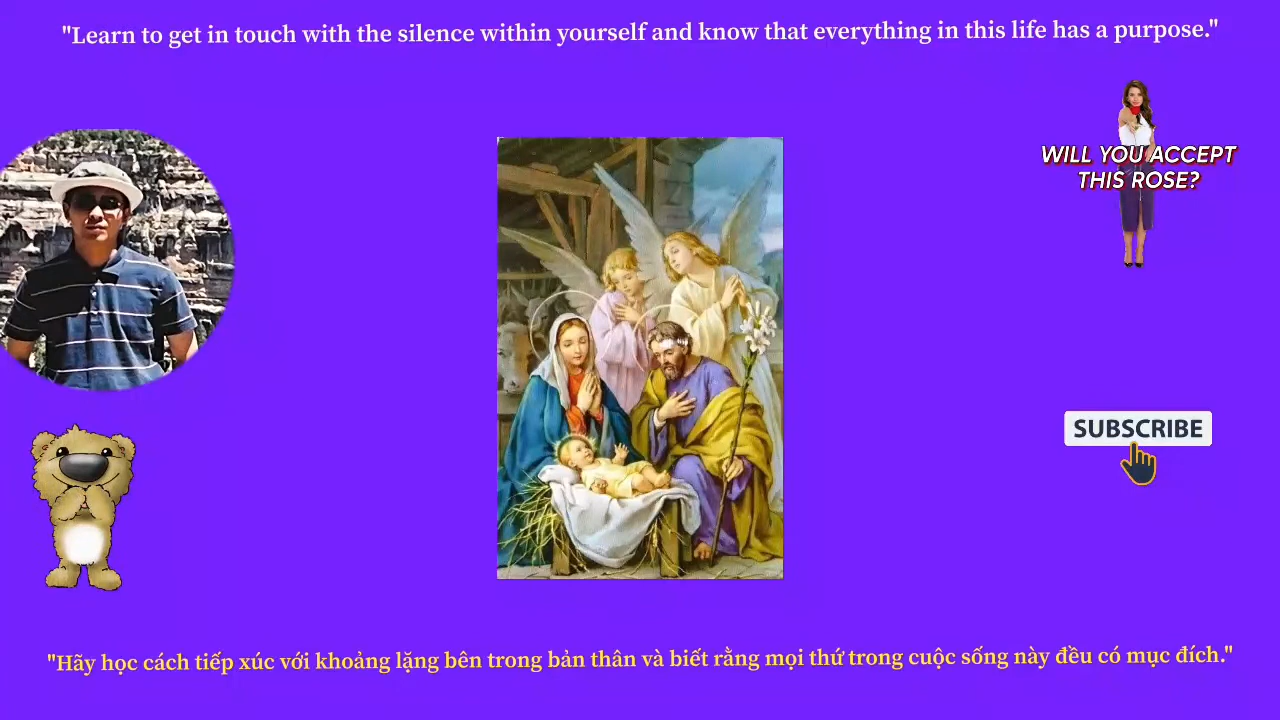 "Learn to get in touch with the silence within yourself and know that everything in this life has a purpose."
WILL YOU ACCEPT
THIS ROSE?
SUBSCRIBE
"Hãy học cách tiếp xúc với khoảng lặng bên trong bản thân và biết rằng mọi thứ trong cuộc sống này đều có mục đích."